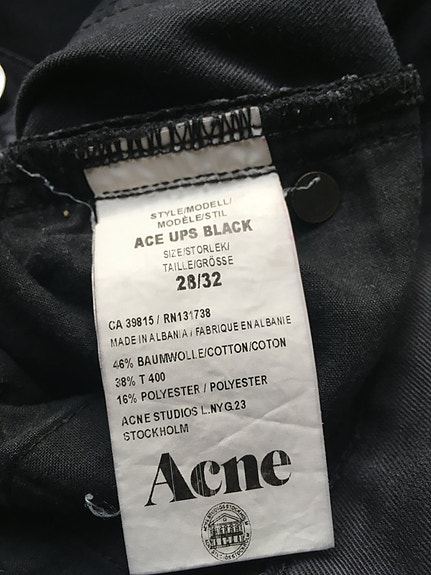 STYLE/MODELL/
MODÈLE/STIL
ACE UPS BLACK
SIZE/STORLEK/
TAILLE/GRÖSSE
28/32
CA 39815 / RN131738
MADE IN ALBANIA / FABRIQUE EN ALBANIE
46% BAUMWOLLE/COTTON/COTON
38% T 400
16% POLYESTER / POLYESTER
ACNE STUDIOS L.NYG.23
STOCKHOLM
Acne